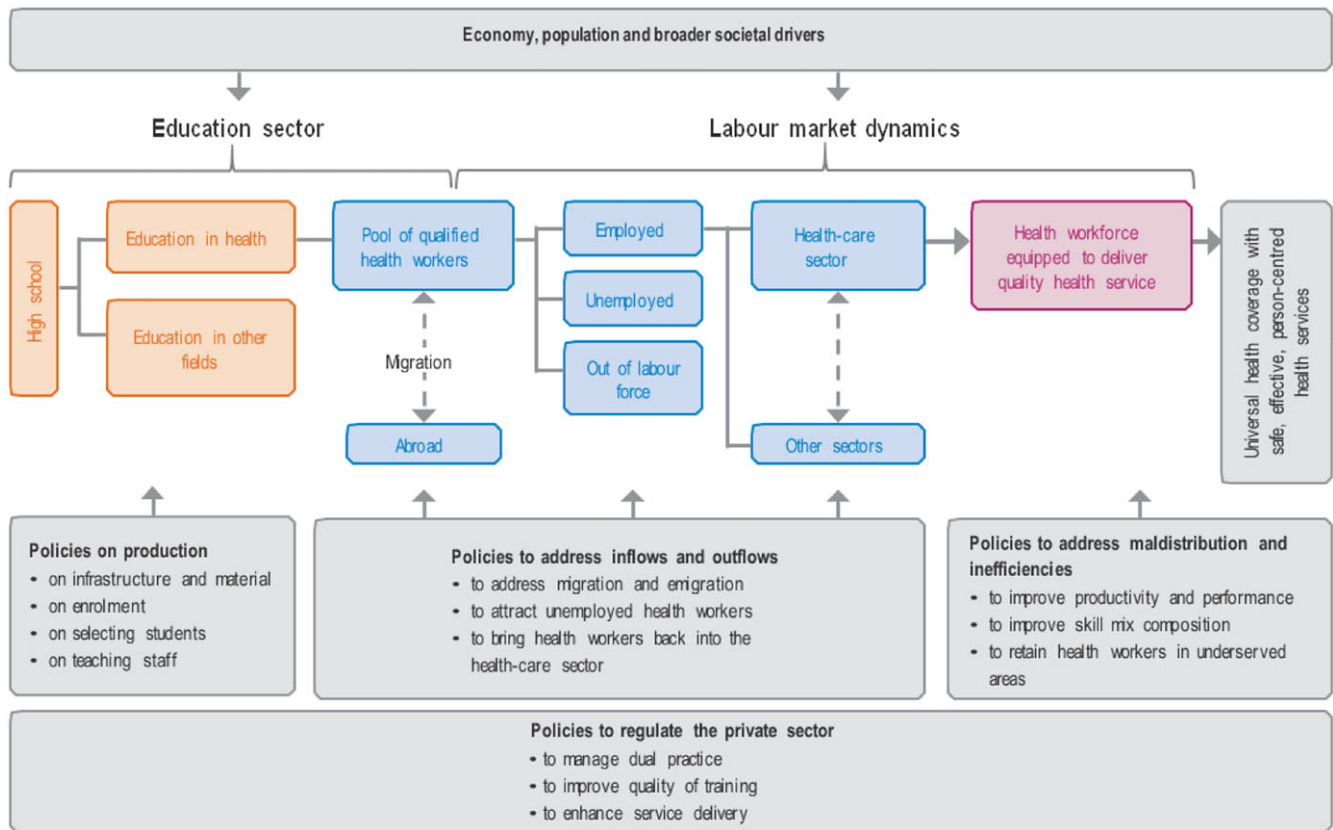 Economy, population and broader societal drivers
Education sector
Labour market dynamics
High school
Education in health
Education in other
fields
Pool of qualified
health workers
Migration
Abroad
Employed
Unemployed
Out of labour
force
Health-care
sector
Other sectors
Health workforce
equipped to deliver
quality health service
Universal health coverage with
safe, effective, person-centred
health services
Policies on production
• on infrastructure and material
• on enrolment
• on selecting students
• on teaching staff
Policies to address inflows and outflows
• to address migration and emigration
• to attract unemployed health workers
• to bring health workers back into the
health-care sector
Policies to address maldistribution and
inefficiencies
• to improve productivity and performance
• to improve skill mix composition
• to retain health workers in underserved
areas
Policies to regulate the private sector
• to manage dual practice
• to improve quality of training
• to enhance service delivery